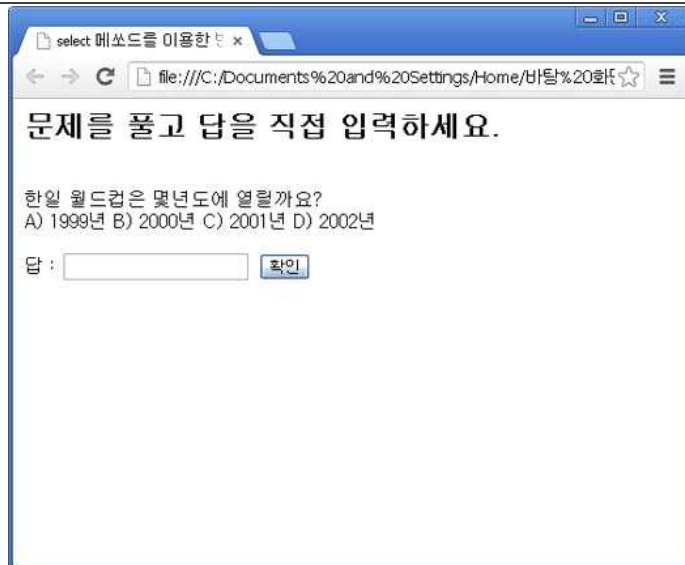 select 메쏘드를 이용한
file:///C:/Documents%20and%20Settings/Home/바탕%20화면
문제를 풀고 답을 직접 입력하세요.
한일 월드컵은 몇년도에 열릴까요?
A) 1999년 B) 2000년 C) 2001년 D) 2002년
답 : 확인